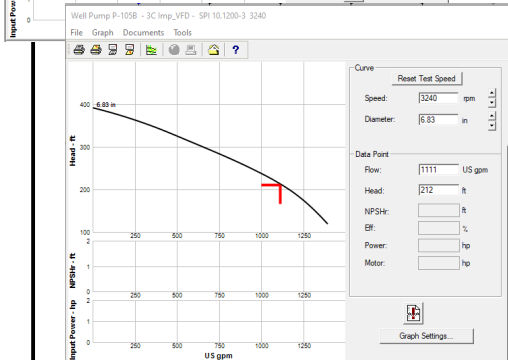 Input Pow
0
Well Pump P-105B - 3C Imp_VFD - SPI 10.1200-3 3240
File Graph Documents Tools
?
Curve
Reset Test Speed
Speed: 3240 rpm
Diameter: 6.83 in
Data Point
Flow: 1111 US gpm
Head: 212 ft
NPSHr: ft
Eff: %
Power: hp
Motor: hp
Graph Settings...
Head - ft
400
300
200
100
6.83 in
250 500 750 1000 1250
NPSHr - ft
2
1
0
250 500 750 1000 1250
Input Power - hp
2
1
0
250 500 750 1000 1250
US gpm